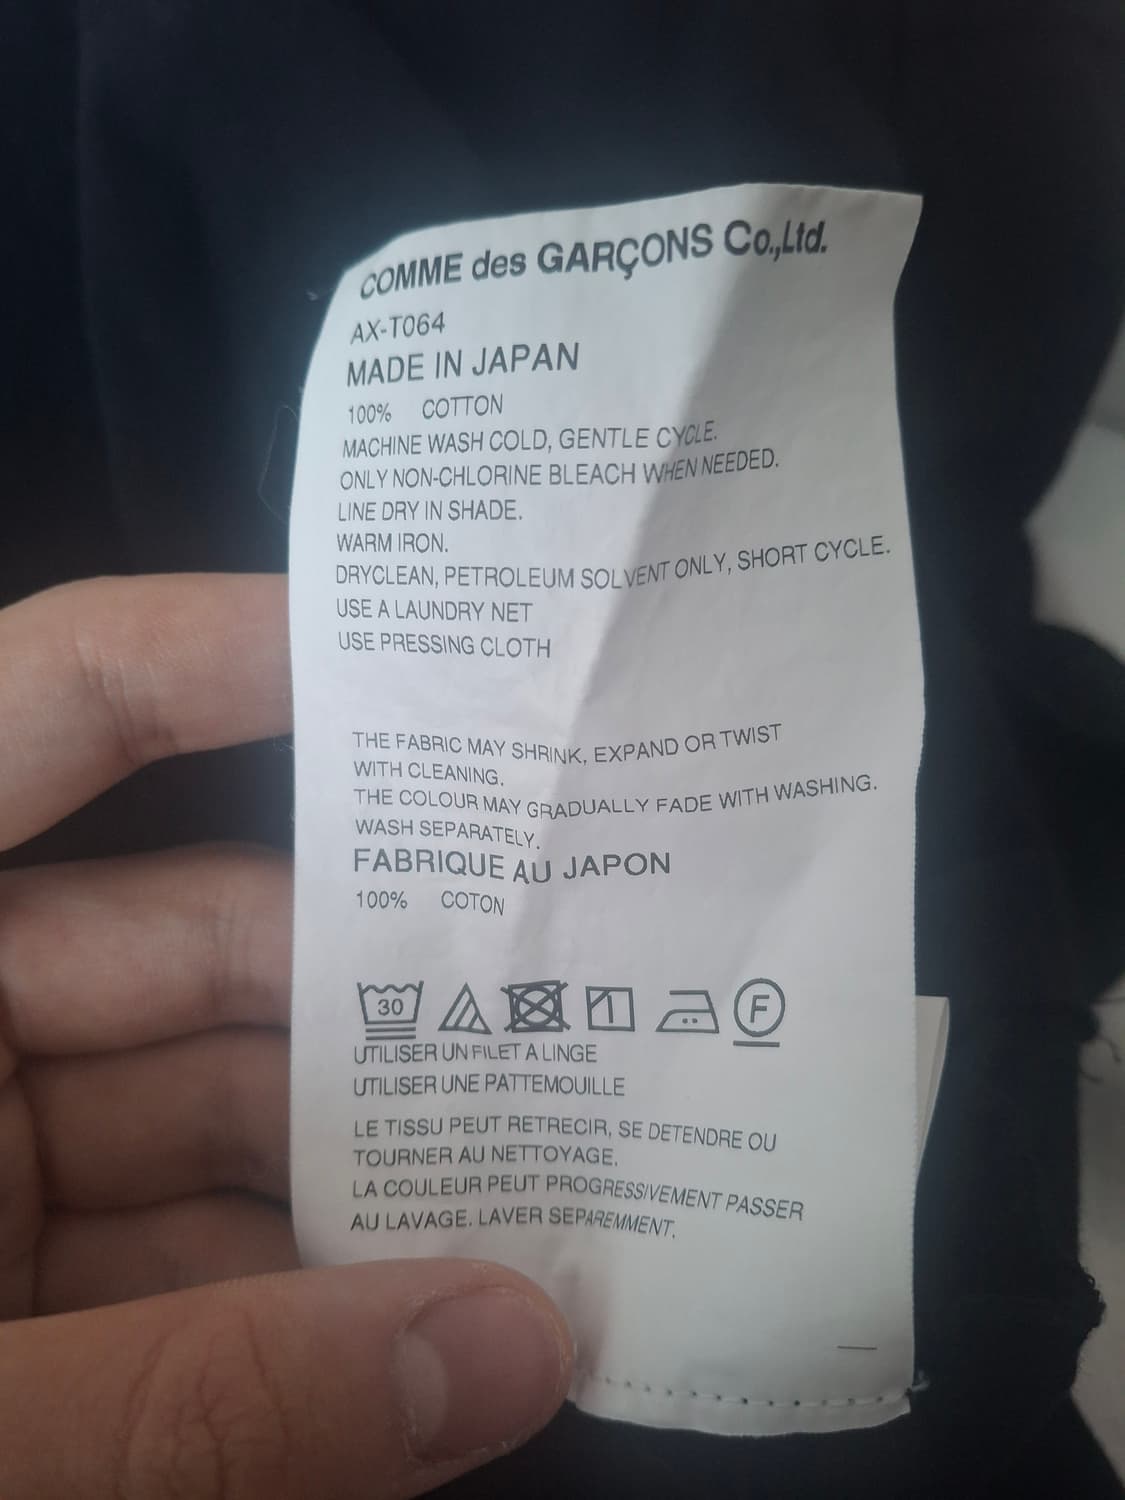 COMME des GARÇONS Co.,Ltd.
AX-T064
MADE IN JAPAN
100% COTTON
MACHINE WASH COLD, GENTLE CYCLE.
ONLY NON-CHLORINE BLEACH WHEN NEEDED.
LINE DRY IN SHADE.
WARM IRON.
DRYCLEAN, PETROLEUM SOLVENT ONLY, SHORT CYCLE.
USE A LAUNDRY NET
USE PRESSING CLOTH
THE FABRIC MAY SHRINK, EXPAND OR TWIST
WITH CLEANING.
THE COLOUR MAY GRADUALLY FADE WITH WASHING.
WASH SEPARATELY.
FABRIQUE AU JAPON
100% COTON
30 F
UTILISER UN FILET A LINGE
UTILISER UNE PATTEMOUILLE
LE TISSU PEUT RETRECIR, SE DETENDRE OU
TOURNER AU NETTOYAGE.
LA COULEUR PEUT PROGRESSIVEMENT PASSER
AU LAVAGE. LAVER SEPAREMMENT.